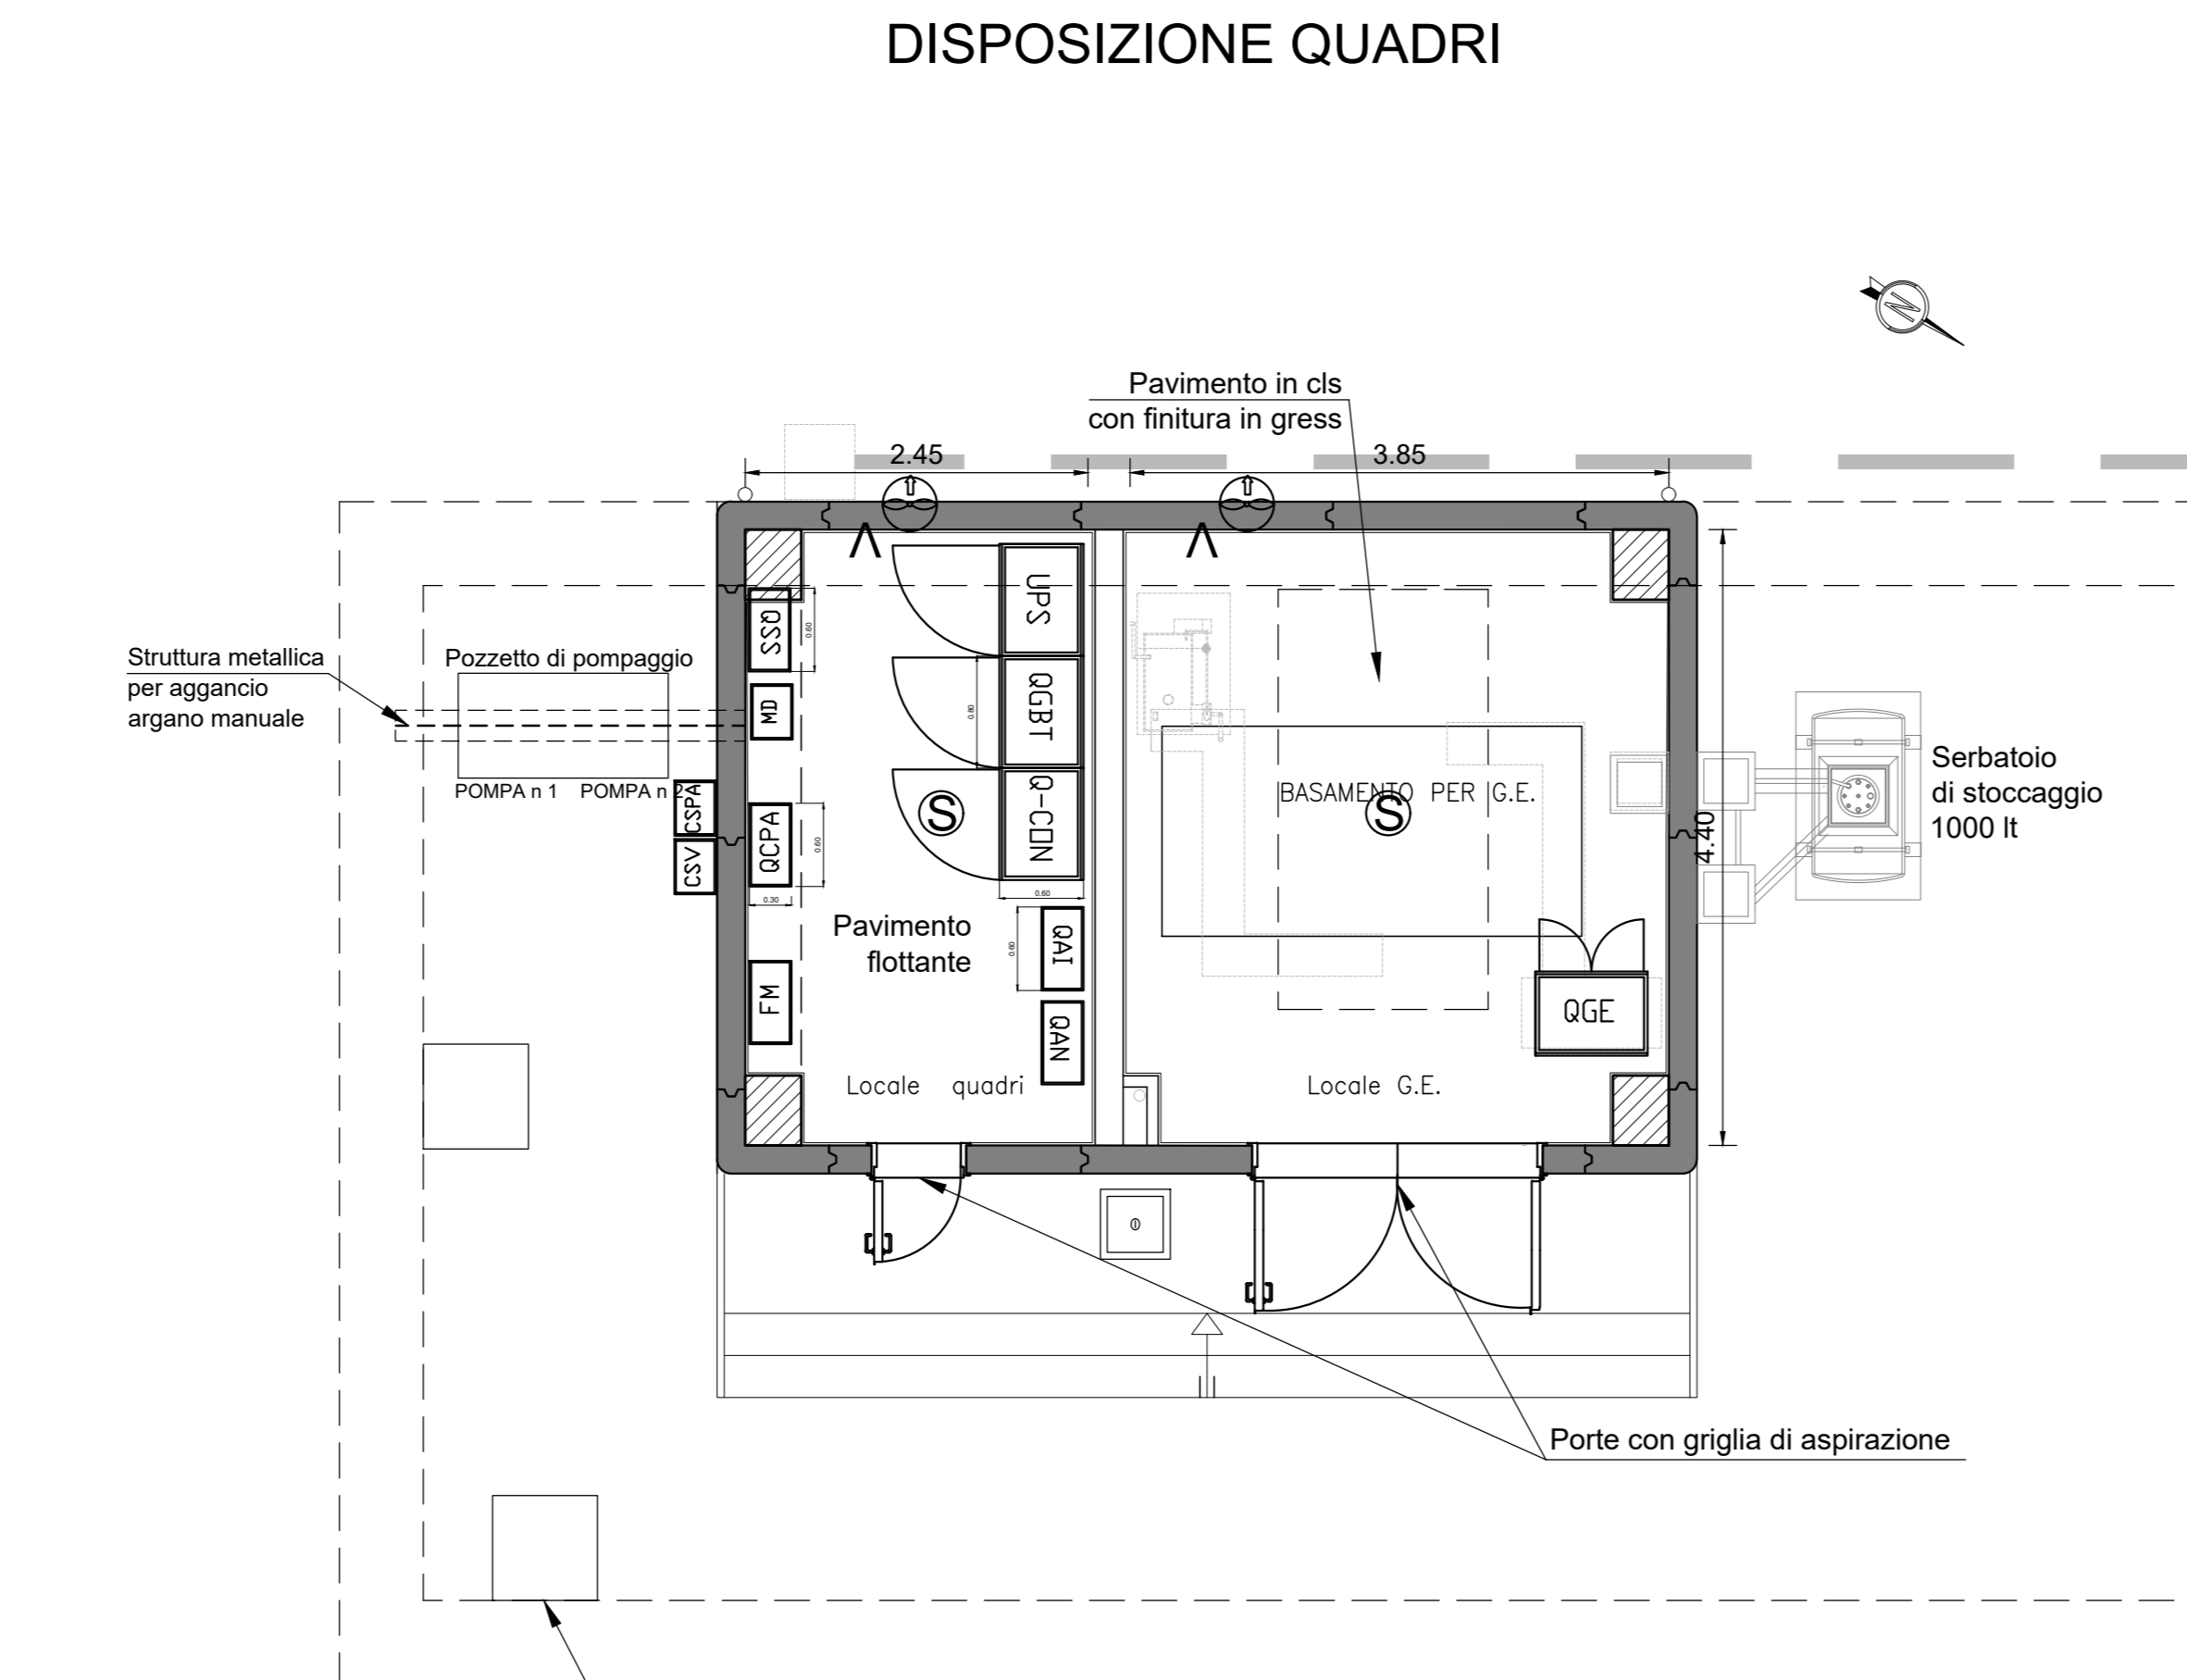 DISPOSIZIONE QUADRI
N
Pavimento in cls
con finitura in gress
2.45
3.85
UPS
SSQ
0.60
Struttura metallica
per aggancio
argano manuale
Pozzetto di pompaggio
MD
QGBT
0.80
POMPA n 1
POMPA n 2
CSPA
CSV
QCPA
0.60
0.30
S
Q-CDN
0.60
BASAMENTO PER G.E.
S
4.40
Serbatoio
di stoccaggio
1000 lt
Pavimento
flottante
0.60
QAI
FM
QAN
QGE
Locale quadri
Locale G.E.
Porte con griglia di aspirazione